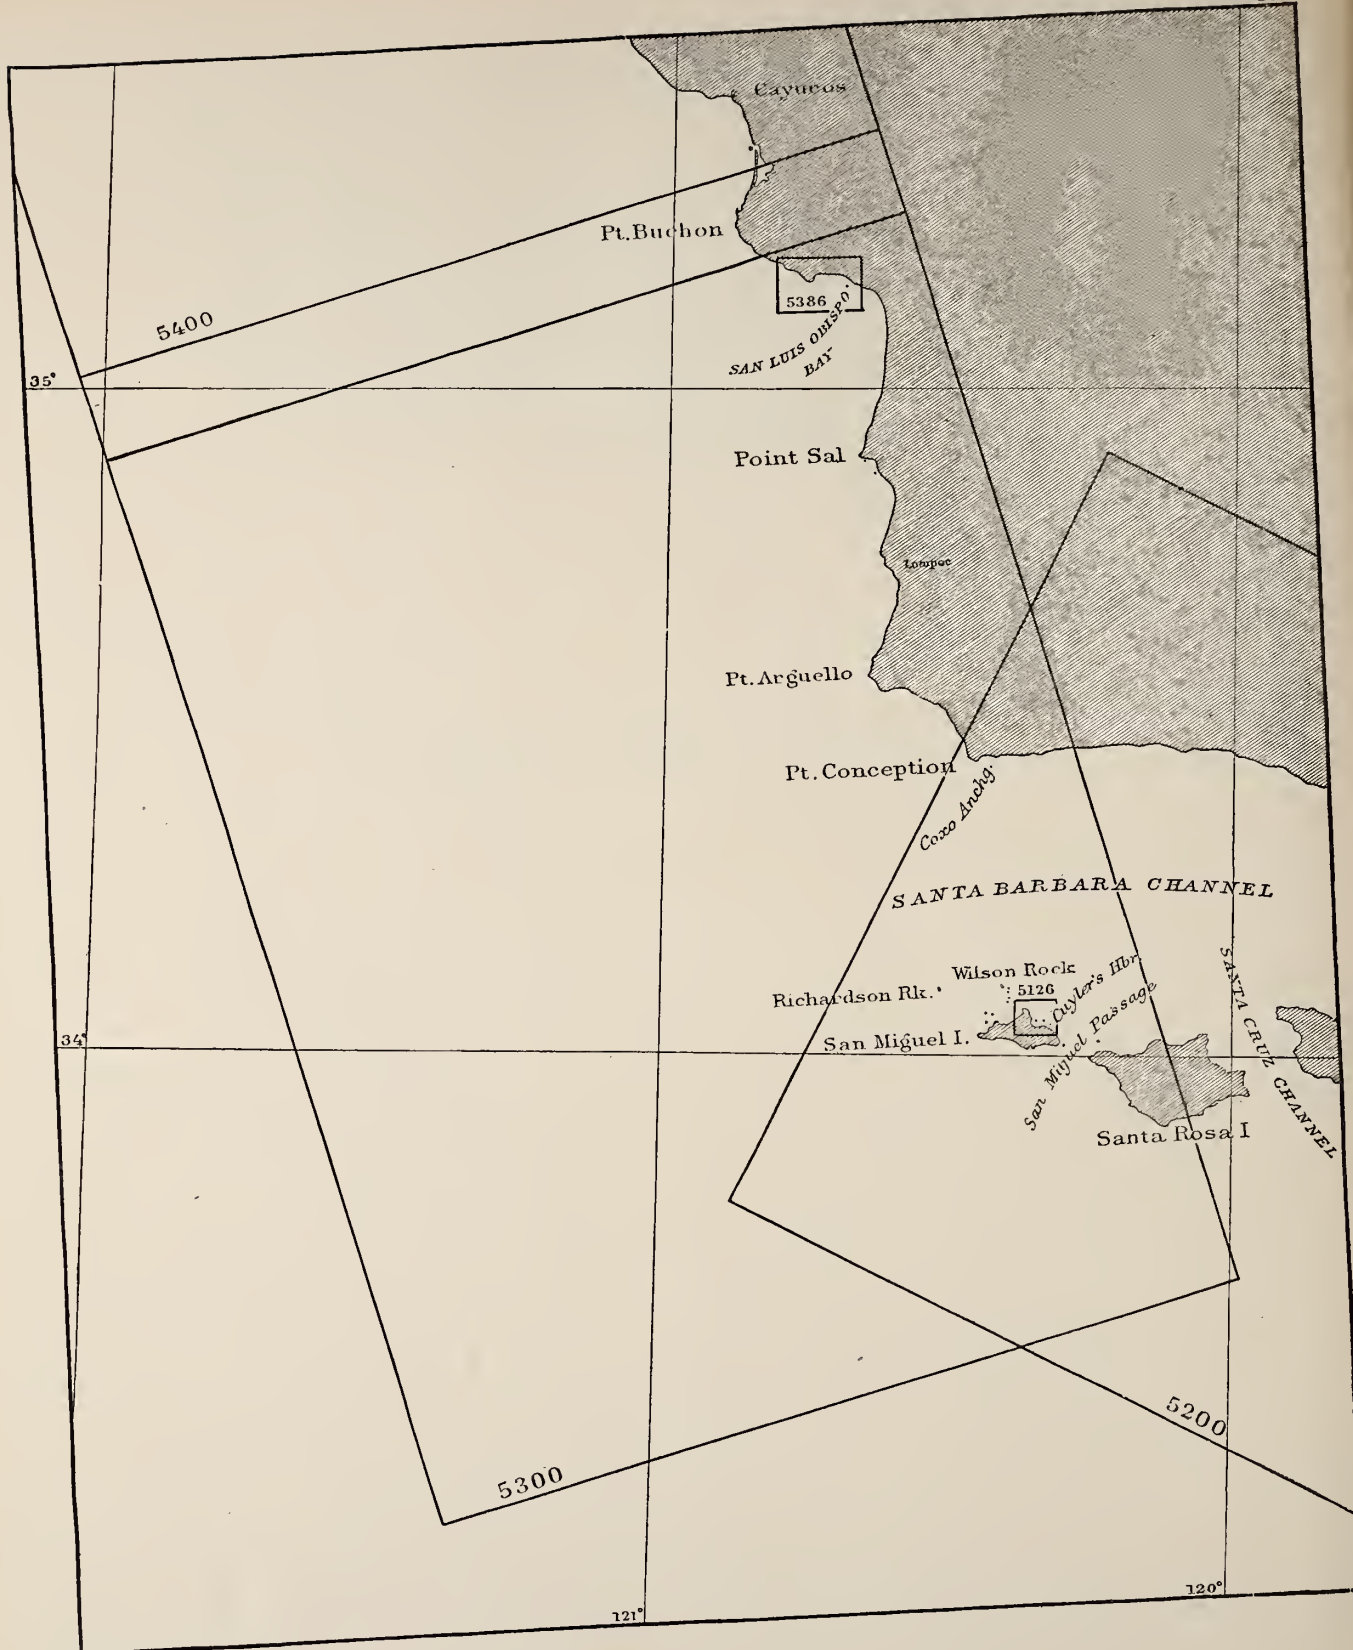 Cayucos
Pt. Buchon
5400
5386
SAN LUIS OBISPO
BAY
35°
Point Sal
Lompoc
Pt. Arguello
Pt. Conception
Coxo Anchg.
SANTA BARBARA CHANNEL
Wilson Rock
Richardson Rk.
5126
Cuyler's Hbr.
San Miguel I.
San Miguel Passage
SANTA CRUZ CHANNEL
34°
Santa Rosa I
5200
5300
121°
120°